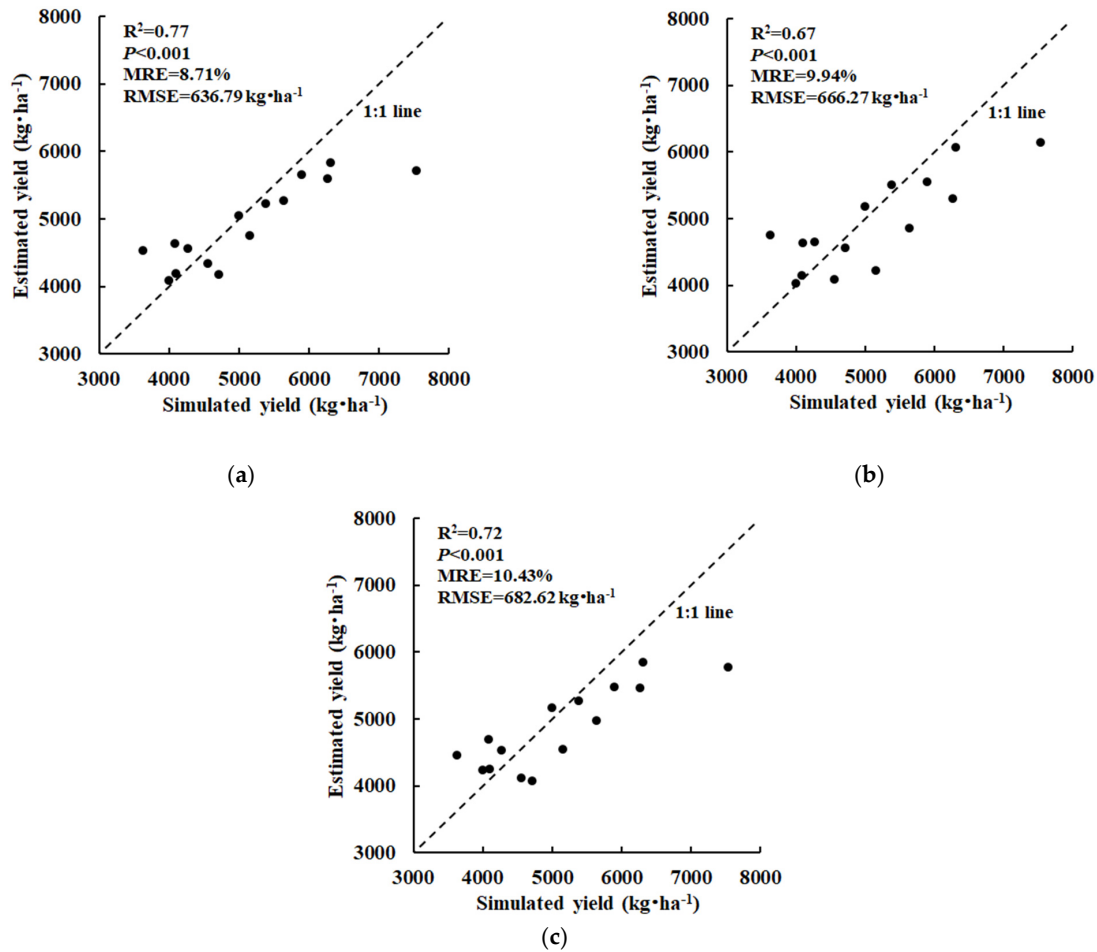 R²=0.77
P<0.001
MRE=8.71%
RMSE=636.79 kg•ha⁻¹
1:1 line
8000
7000
6000
5000
4000
3000
Estimated yield (kg•ha⁻¹)
3000 4000 5000 6000 7000 8000
Simulated yield (kg•ha⁻¹)
(a)
R²=0.67
P<0.001
MRE=9.94%
RMSE=666.27 kg•ha⁻¹
1:1 line
8000
7000
6000
5000
4000
3000
Estimated yield (kg•ha⁻¹)
3000 4000 5000 6000 7000 8000
Simulated yield (kg•ha⁻¹)
(b)
R²=0.72
P<0.001
MRE=10.43%
RMSE=682.62 kg•ha⁻¹
1:1 line
8000
7000
6000
5000
4000
3000
Estimated yield (kg•ha⁻¹)
3000 4000 5000 6000 7000 8000
Simulated yield (kg•ha⁻¹)
(c)